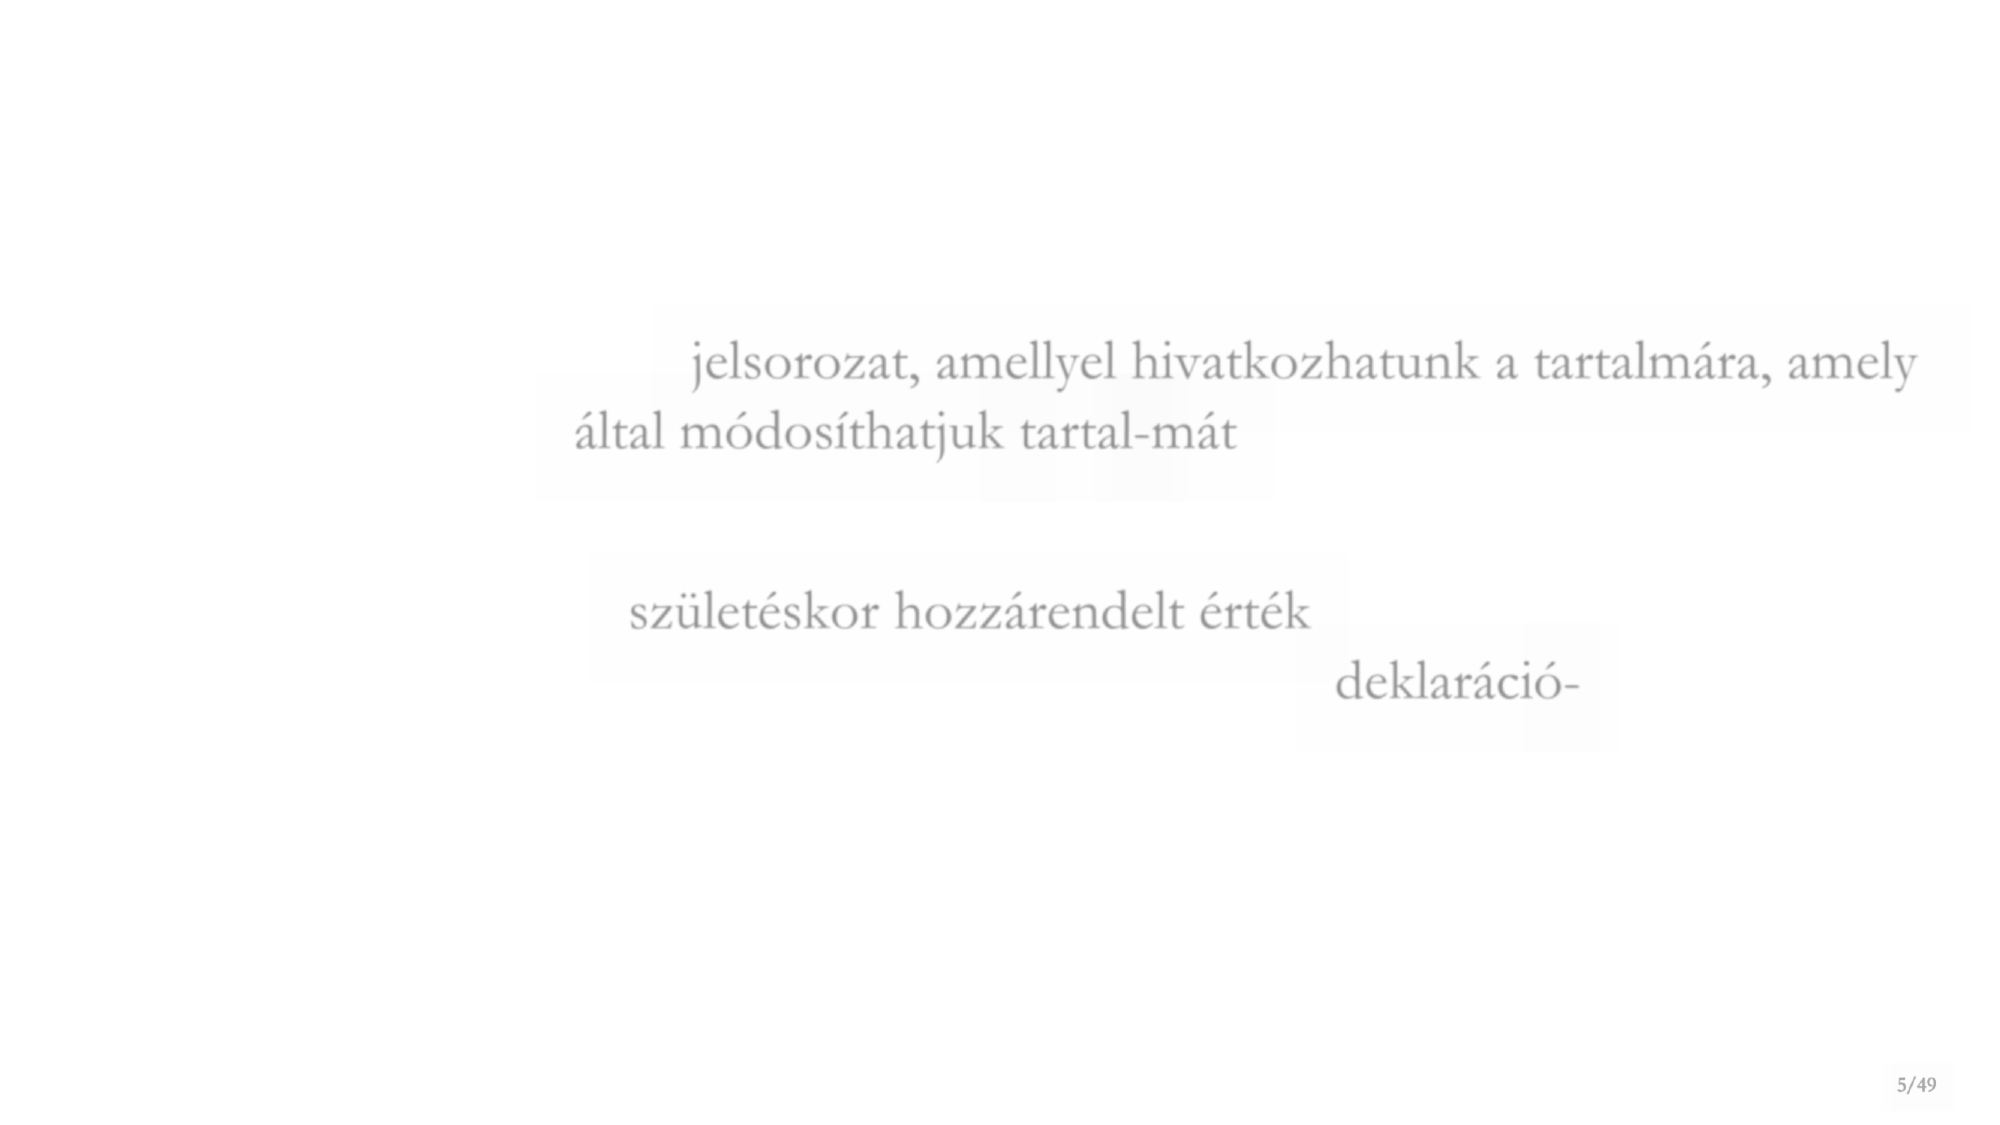 jelsorozat, amellyel hivatkozhatunk a tartalmára, amely
által módosíthatjuk tartal-mát
születéskor hozzárendelt érték
deklaráció-
5/49